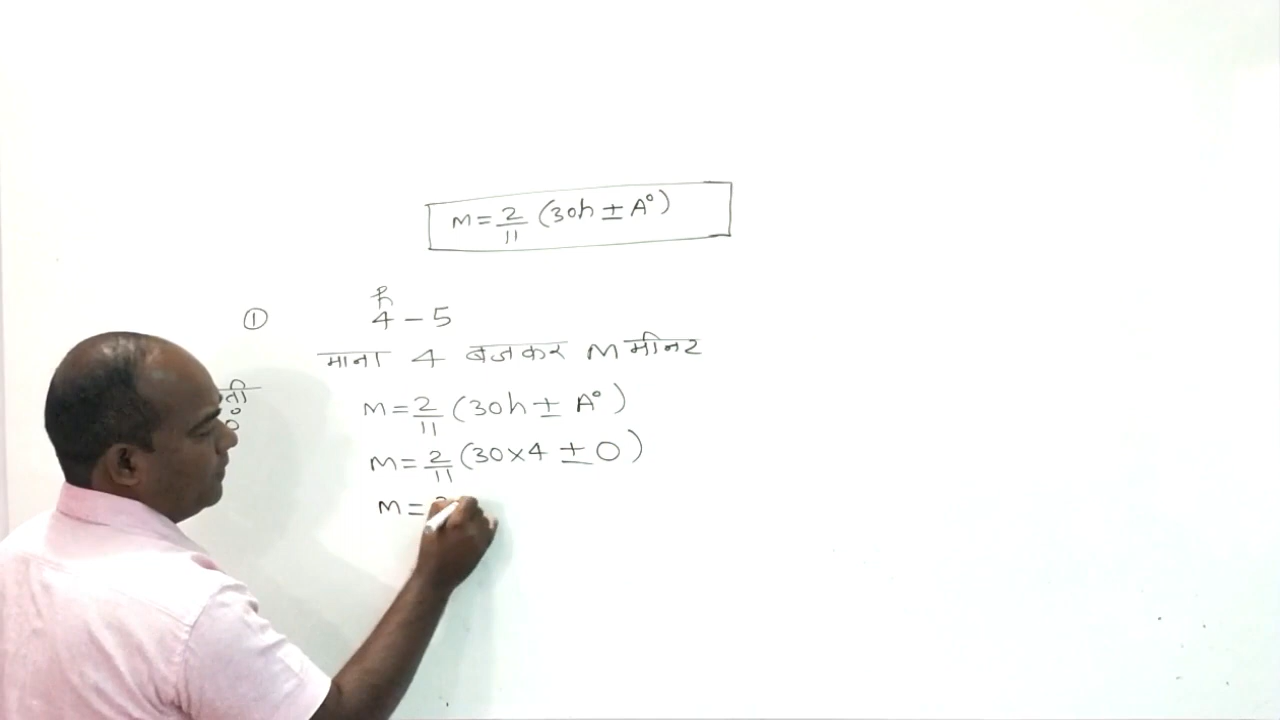 M = 2/11 (30h ± A°)
h
① 4 – 5
माना 4 बजकर M मीनट
M = 2/11 (30h ± A°)
M = 2/11 (30×4 ± 0)
M =